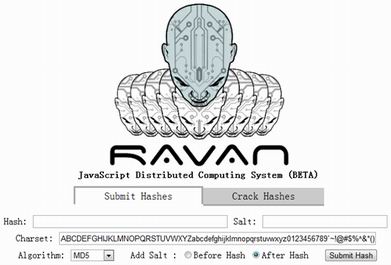 RAVAN
JavaScript Distributed Computing System (BETA)
Submit Hashes Crack Hashes
Hash: Salt:
Charset: ABCDEFGHIJKLMNOPQRSTUVWXYZabcdefghijklmnopqrstuvwxyz0123456789`~!@#$%^&*()
Algorithm: MD5 Add Salt : Before Hash After Hash Submit Hash